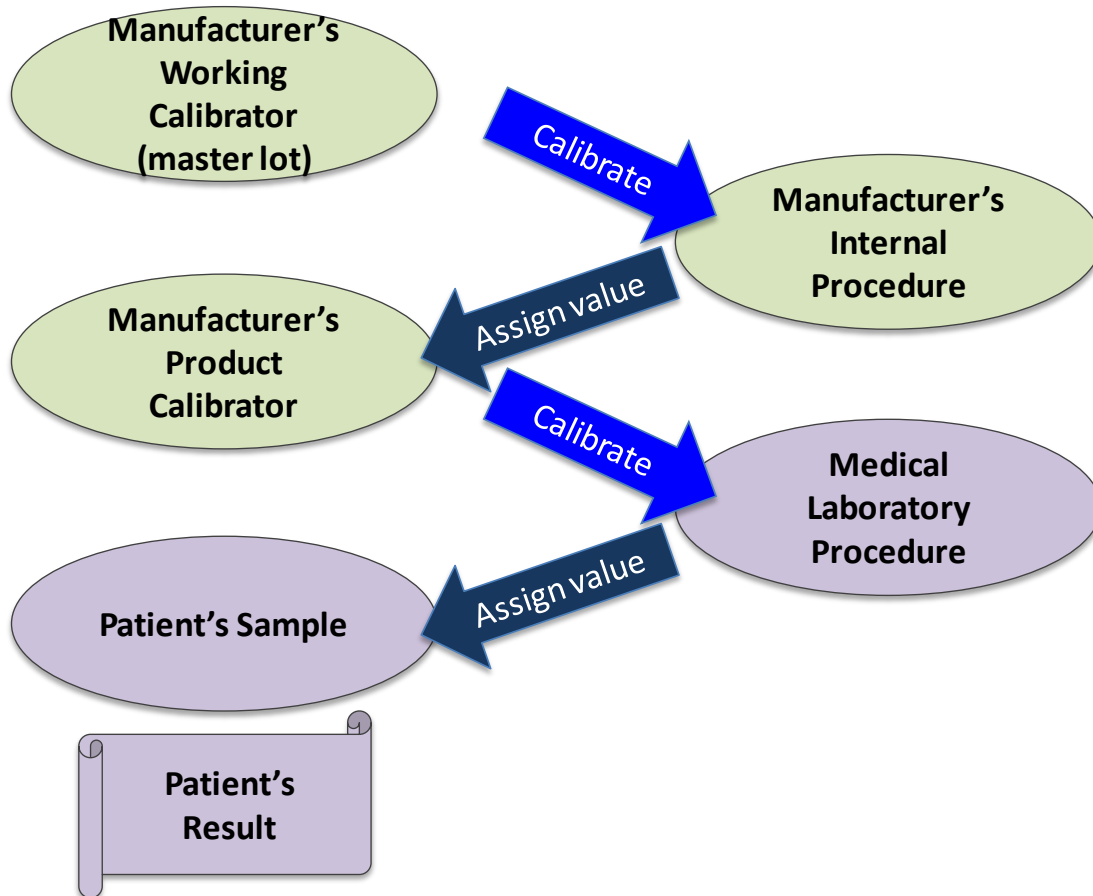 Manufacturer’s
Working
Calibrator
(master lot)
Calibrate
Manufacturer’s
Internal
Procedure
Assign value
Manufacturer’s
Product
Calibrator
Calibrate
Medical
Laboratory
Procedure
Assign value
Patient’s Sample
Patient’s
Result